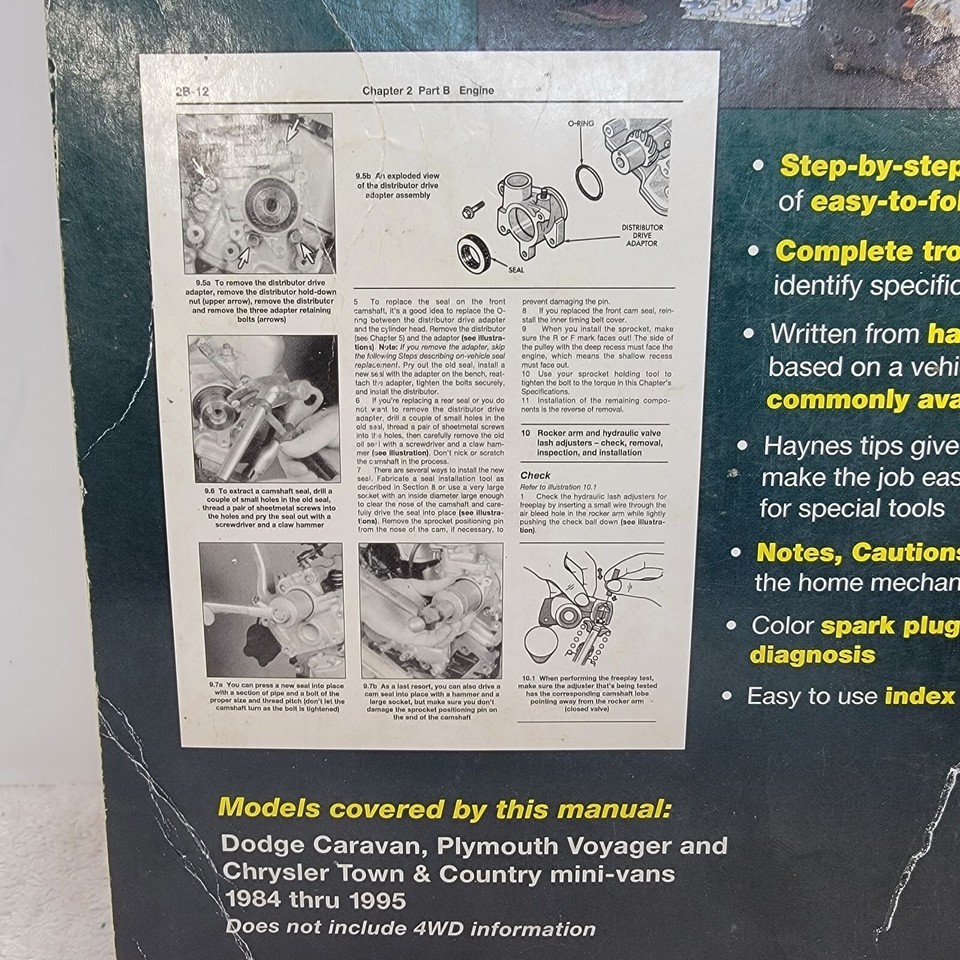 2B-12
Chapter 2 Part B Engine
9.5a To remove the distributor drive
adapter, remove the distributor hold-down
nut (upper arrow), remove the distributor
and remove the three adapter retaining
bolts (arrows)
9.5b An exploded view
of the distributor drive
adapter assembly
O-RING
DISTRIBUTOR
DRIVE
ADAPTOR
SEAL
9.6 To extract a camshaft seal, drill a
couple of small holes in the old seal,
thread a pair of sheetmetal screws into
the holes and pry the seal out with a
screwdriver and a claw hammer
5 To replace the seal on the front
camshaft, it's a good idea to replace the O-
ring between the distributor drive adapter
and the cylinder head. Remove the distributor
(see Chapter 5) and the adapter (see illustra-
tions). Note: If you remove the adapter, skip
the following Steps describing on-vehicle seal
replacement. Pry out the old seal, install a
new seal with the adapter on the bench, reat-
tach the adapter, tighten the bolts securely,
and install the distributor.
6 If you're replacing a rear seal or you do
not want to remove the distributor drive
adapter, drill a couple of small holes in the
old seal, thread a pair of sheetmetal screws
into the holes, then carefully remove the old
oil seal with a screwdriver and a claw ham-
mer (see illustration). Don't nick or scratch
the camshaft in the process.
7 There are several ways to install the new
seal. Fabricate a seal installation tool as
described in Section 8 or use a very large
socket with an inside diameter large enough
to clear the nose of the camshaft and care-
fully drive the seal into place (see illustra-
tions). Remove the sprocket positioning pin
from the nose of the cam, if necessary, to
prevent damaging the pin.
8 If you replaced the front cam seal, rein-
stall the inner timing belt cover.
9 When you install the sprocket, make
sure the R or F mark faces out! The side of
the pulley with the deep recess must face the
engine, which means the shallow recess
must face out.
10 Use your sprocket holding tool to
tighten the bolt to the torque in this Chapter's
Specifications.
11 Installation of the remaining compo-
nents is the reverse of removal.
10 Rocker arm and hydraulic valve
lash adjusters – check, removal,
inspection, and installation
Check
Refer to illustration 10.1
1 Check the hydraulic lash adjusters for
freeplay by inserting a small wire through the
air bleed hole in the rocker arm while lightly
pushing the check ball down (see illustra-
tion).
9.7a You can press a new seal into place
with a section of pipe and a bolt of the
proper size and thread pitch (don't let the
camshaft turn as the bolt is tightened)
9.7b As a last resort, you can also drive a
cam seal into place with a hammer and a
large socket, but make sure you don't
damage the sprocket positioning pin on
the end of the camshaft
10.1 When performing the freeplay test,
make sure the adjuster that's being tested
has the corresponding camshaft lobe
pointing away from the rocker arm
(closed valve)
• Step-by-step
of easy-to-fol
• Complete tro
identify specific
• Written from ha
based on a vehi
commonly ava
• Haynes tips give
make the job eas
for special tools
• Notes, Cautions
the home mechan
• Color spark plug
diagnosis
• Easy to use index
Models covered by this manual:
Dodge Caravan, Plymouth Voyager and
Chrysler Town & Country mini-vans
1984 thru 1995
Does not include 4WD information